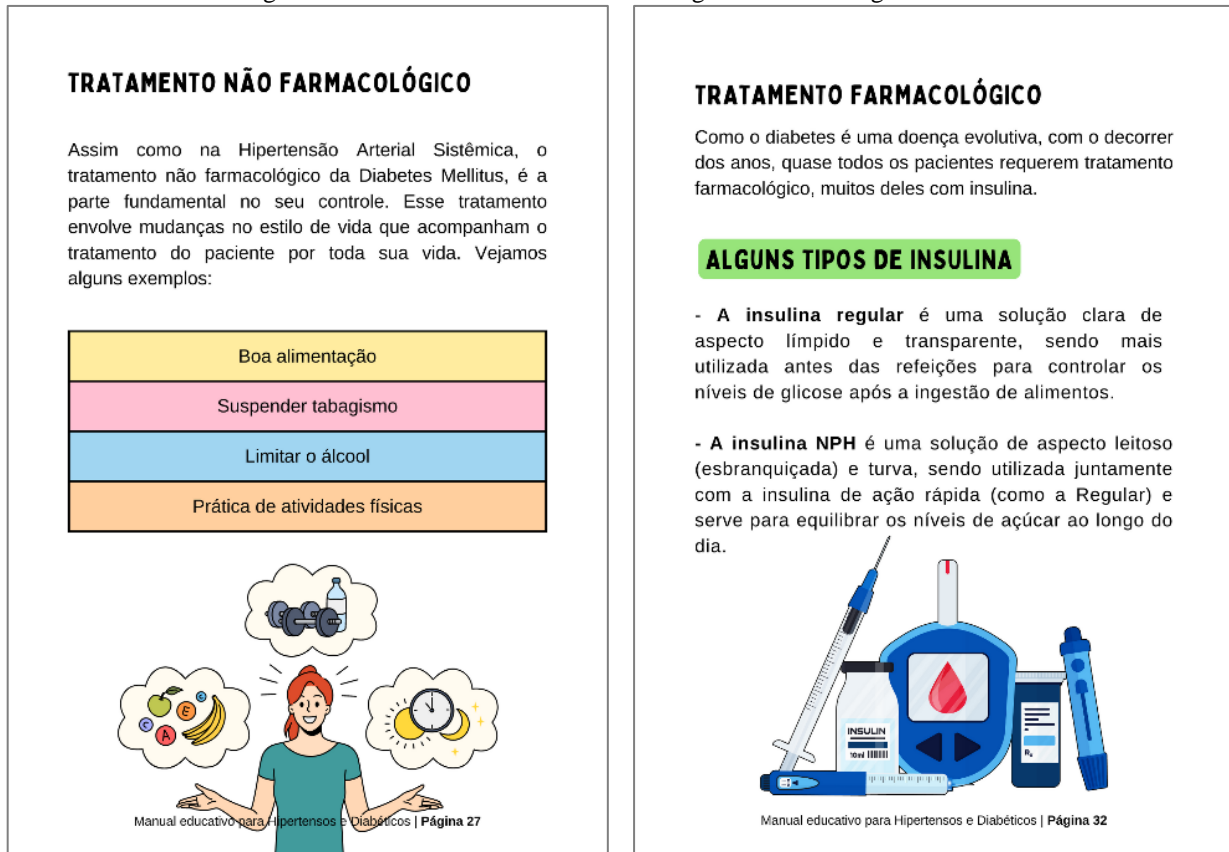 TRATAMENTO NÃO FARMACOLÓGICO
Assim como na Hipertensão Arterial Sistêmica, o
tratamento não farmacológico da Diabetes Mellitus, é a
parte fundamental no seu controle. Esse tratamento
envolve mudanças no estilo de vida que acompanham o
tratamento do paciente por toda sua vida. Vejamos
alguns exemplos:
Boa alimentação
Suspender tabagismo
Limitar o álcool
Prática de atividades físicas
C
A
E
C
Manual educativo para Hipertensos e Diabéticos | Página 27
TRATAMENTO FARMACOLÓGICO
Como o diabetes é uma doença evolutiva, com o decorrer
dos anos, quase todos os pacientes requerem tratamento
farmacológico, muitos deles com insulina.
ALGUNS TIPOS DE INSULINA
- A insulina regular é uma solução clara de
aspecto límpido e transparente, sendo mais
utilizada antes das refeições para controlar os
níveis de glicose após a ingestão de alimentos.
- A insulina NPH é uma solução de aspecto leitoso
(esbranquiçada) e turva, sendo utilizada juntamente
com a insulina de ação rápida (como a Regular) e
serve para equilibrar os níveis de açúcar ao longo do
dia.
INSULIN
10ml
Manual educativo para Hipertensos e Diabéticos | Página 32